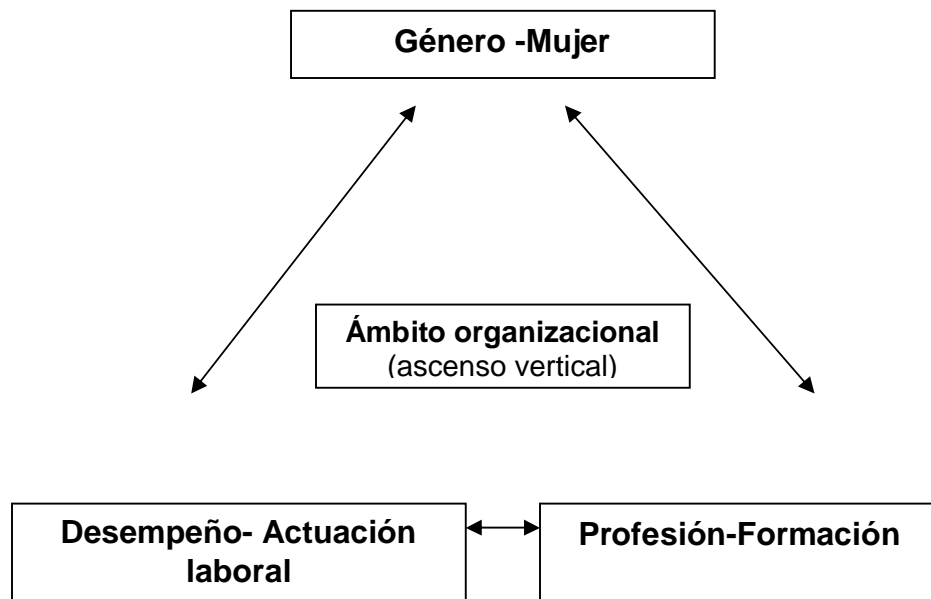 Género -Mujer
Ámbito organizacional
(ascenso vertical)
Desempeño- Actuación
laboral
Profesión-Formación